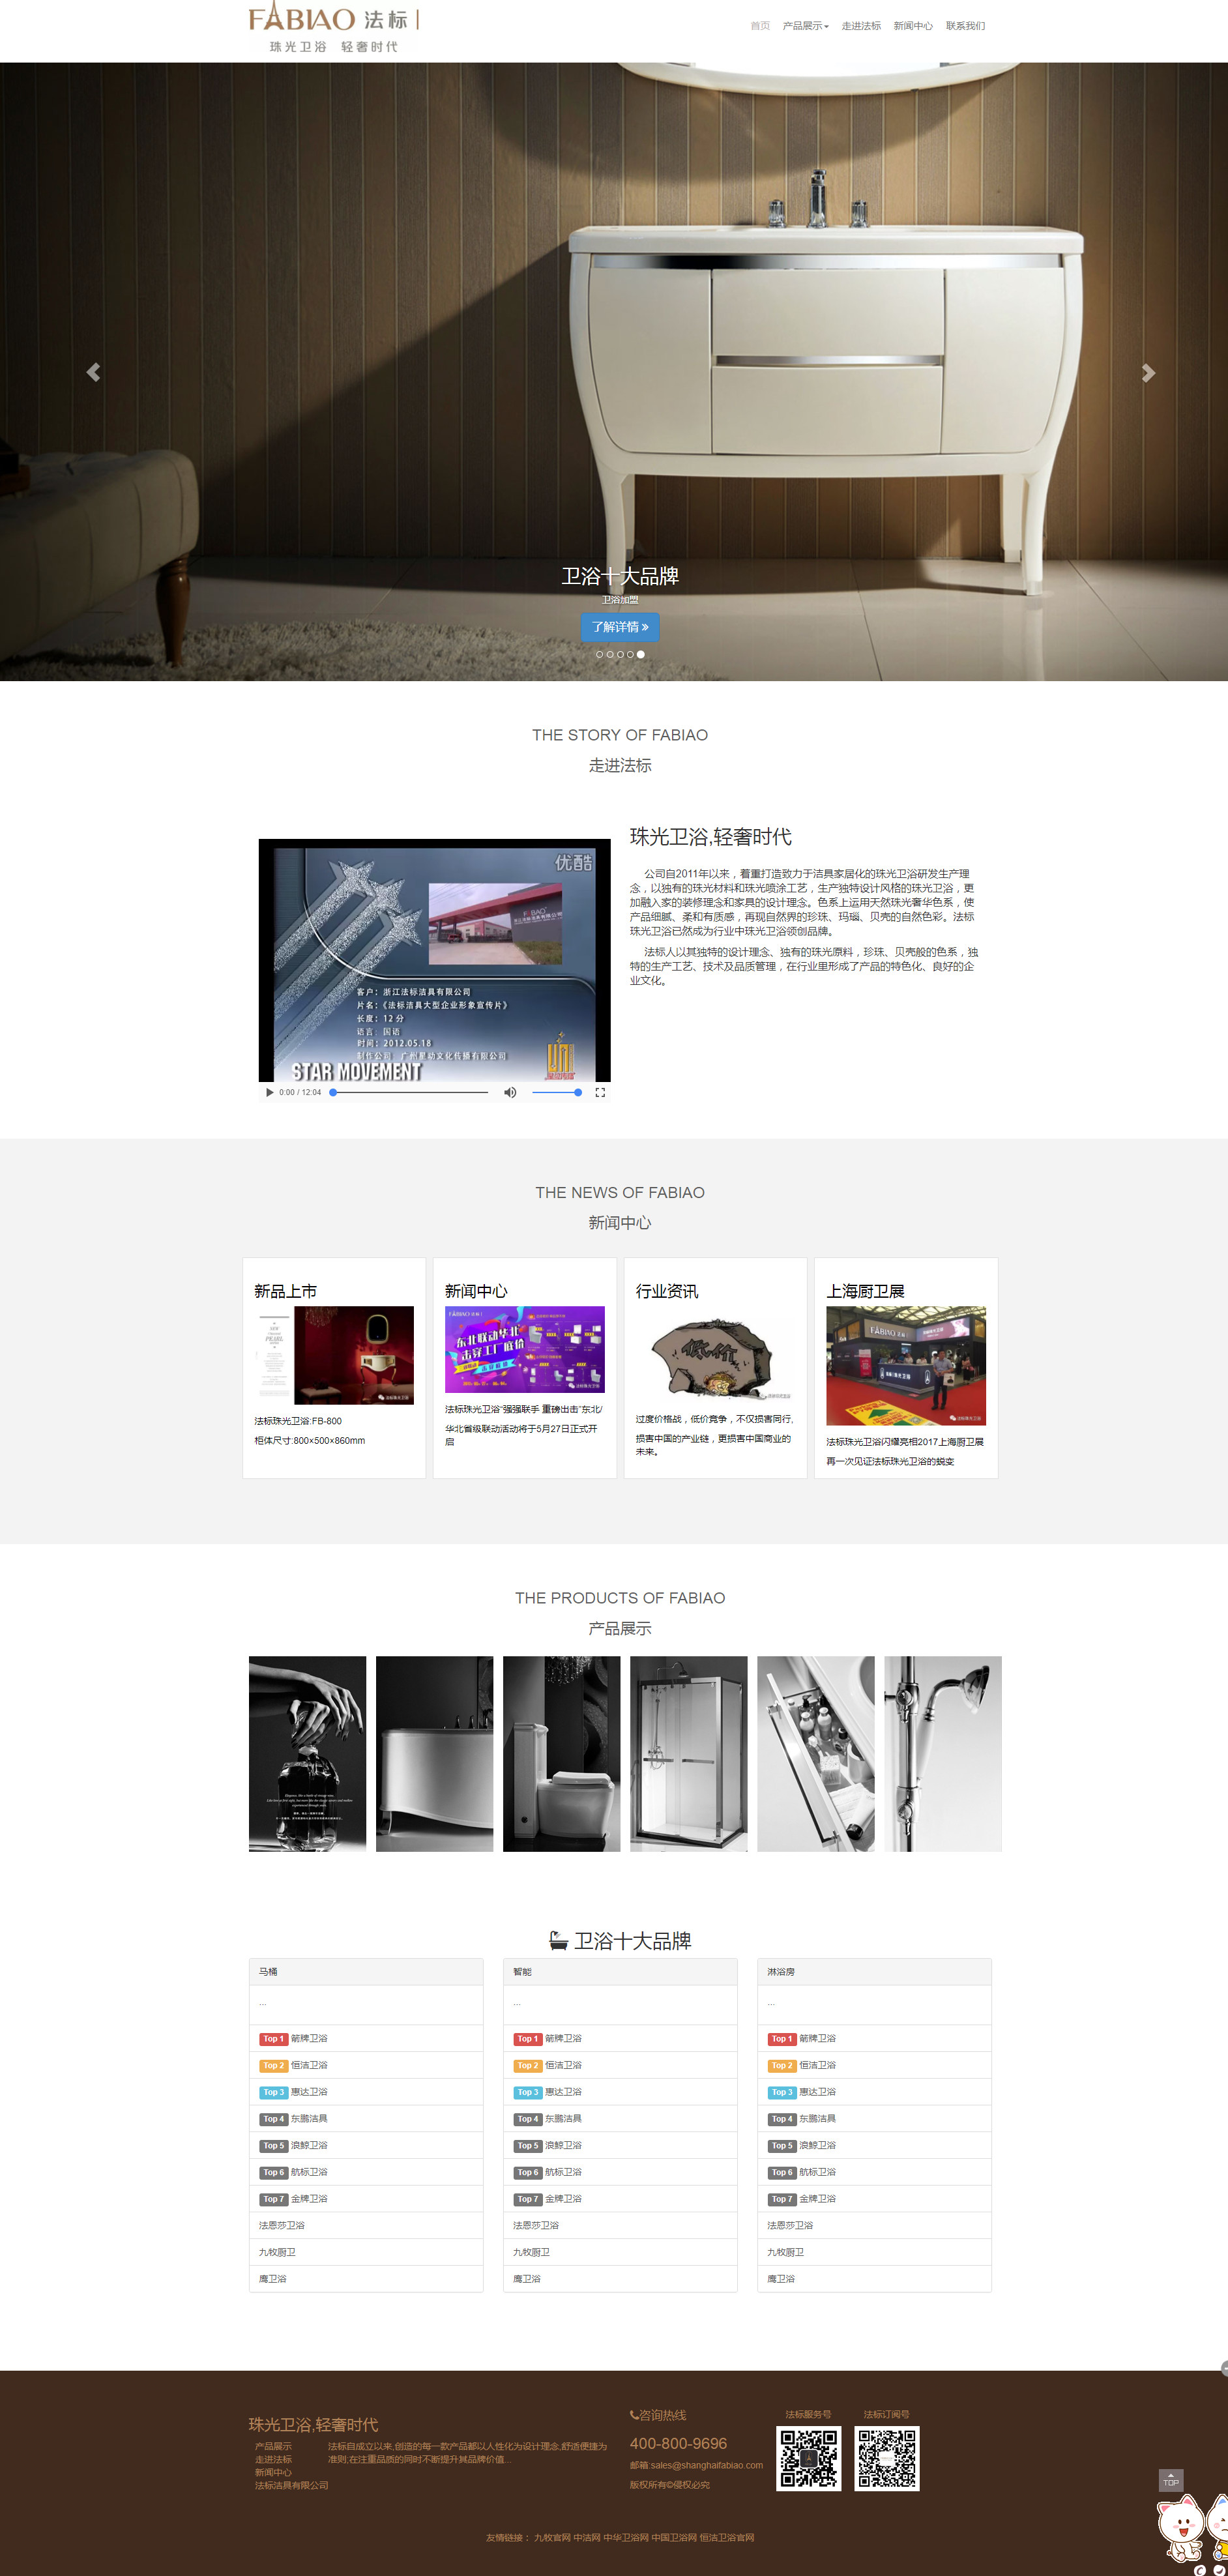 FABIAO 法标
珠光卫浴 轻奢时代
首页 产品展示 走进法标 新闻中心 联系我们
卫浴十大品牌
卫浴加盟
了解详情
THE STORY OF FABIAO
走进法标
优酷
FABIAO
客户：浙江法标洁具有限公司
片名:《法标洁具大型企业形象宣传片》
长度：12 分
语言：国语
时间：2012.05.18
制作公司：广州星动文化传播有限公司
STAR MOVEMENT
0:00 / 12:04
珠光卫浴,轻奢时代
公司自2011年以来，着重打造致力于洁具家居化的珠光卫浴研发生产理
念，以独有的珠光材料和珠光喷涂工艺，生产独特设计风格的珠光卫浴，更
加融入家的装修理念和家具的设计理念。色系上运用天然珠光奢华色系，使
产品细腻、柔和有质感，再现自然界的珍珠、玛瑙、贝壳的自然色彩。法标
珠光卫浴已然成为行业中珠光卫浴领创品牌。
法标人以其独特的设计理念、独有的珠光原料，珍珠、贝壳般的色系，独
特的生产工艺、技术及品质管理，在行业里形成了产品的特色化、良好的企
业文化。
THE NEWS OF FABIAO
新闻中心
新品上市
PEARL
法标珠光卫浴
法标珠光卫浴:FB-800
柜体尺寸:800×500×860mm
新闻中心
FABIAO 法标
东北联动华北
击穿工厂底价
法标珠光卫浴
法标珠光卫浴“强强联手 重磅出击”东北/
华北省级联动活动将于5月27日正式开
启
行业资讯
低价
过度价格战，低价竞争，不仅损害同行,
损害中国的产业链，更损害中国商业的
未来。
上海厨卫展
FABIAO 法标
法标珠光卫浴
法标珠光卫浴闪耀亮相2017上海厨卫展
再一次见证法标珠光卫浴的蜕变
THE PRODUCTS OF FABIAO
产品展示
卫浴十大品牌
马桶
...
Top 1 箭牌卫浴
Top 2 恒洁卫浴
Top 3 惠达卫浴
Top 4 东鹏洁具
Top 5 浪鲸卫浴
Top 6 航标卫浴
Top 7 金牌卫浴
法恩莎卫浴
九牧厨卫
鹰卫浴
智能
...
Top 1 箭牌卫浴
Top 2 恒洁卫浴
Top 3 惠达卫浴
Top 4 东鹏洁具
Top 5 浪鲸卫浴
Top 6 航标卫浴
Top 7 金牌卫浴
法恩莎卫浴
九牧厨卫
鹰卫浴
淋浴房
...
Top 1 箭牌卫浴
Top 2 恒洁卫浴
Top 3 惠达卫浴
Top 4 东鹏洁具
Top 5 浪鲸卫浴
Top 6 航标卫浴
Top 7 金牌卫浴
法恩莎卫浴
九牧厨卫
鹰卫浴
珠光卫浴,轻奢时代
产品展示
走进法标
新闻中心
法标洁具有限公司
法标自成立以来,创造的每一款产品都以人性化为设计理念,舒适便捷为
准则;在注重品质的同时不断提升其品牌价值...
咨询热线
400-800-9696
邮箱:sales@shanghaifabiao.com
版权所有©侵权必究
法标服务号
法标订阅号
TOP
友情链接： 九牧官网 中洁网 中华卫浴网 中国卫浴网 恒洁卫浴官网